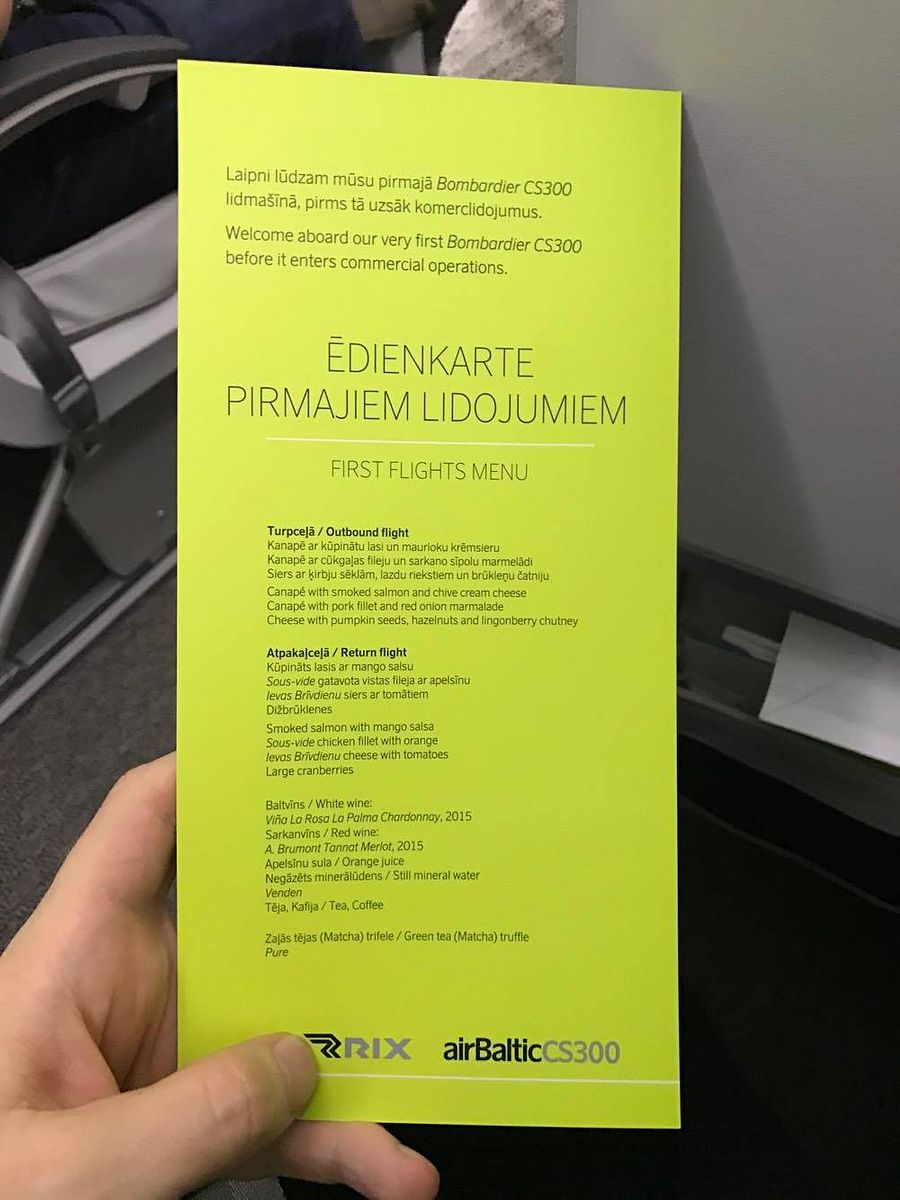 Laipni lūdzam mūsu pirmajā Bombardier CS300
lidmašīnā, pirms tā uzsāk komerclidojumus.
Welcome aboard our very first Bombardier CS300
before it enters commercial operations.
ĒDIENKARTE
PIRMAJIEM LIDOJUMIEM
FIRST FLIGHTS MENU
Turpceļā / Outbound flight
Kanapē ar kūpinātu lasi un maurloku krēmsieru
Kanapē ar cūkgaļas fileju un sarkano sīpolu marmelādi
Siers ar ķirbju sēklām, lazdu riekstiem un brūkleņu čatniju
Canapé with smoked salmon and chive cream cheese
Canapé with pork fillet and red onion marmalade
Cheese with pumpkin seeds, hazelnuts and lingonberry chutney
Atpakaļceļā / Return flight
Kūpināts lasis ar mango salsu
Sous-vide gatavota vistas fileja ar apelsīnu
Ievas Brīvdienu siers ar tomātiem
Dižbrūklenes
Smoked salmon with mango salsa
Sous-vide chicken fillet with orange
Ievas Brīvdienu cheese with tomatoes
Large cranberries
Baltvīns / White wine:
Viña La Rosa La Palma Chardonnay, 2015
Sarkanvīns / Red wine:
A. Brumont Tannat Merlot, 2015
Apelsīnu sula / Orange juice
Negāzēts minerālūdens / Still mineral water
Venden
Tēja, Kafija / Tea, Coffee
Zaļās tējas (Matcha) trifele / Green tea (Matcha) truffle
Pure
RIX airBalticCS300